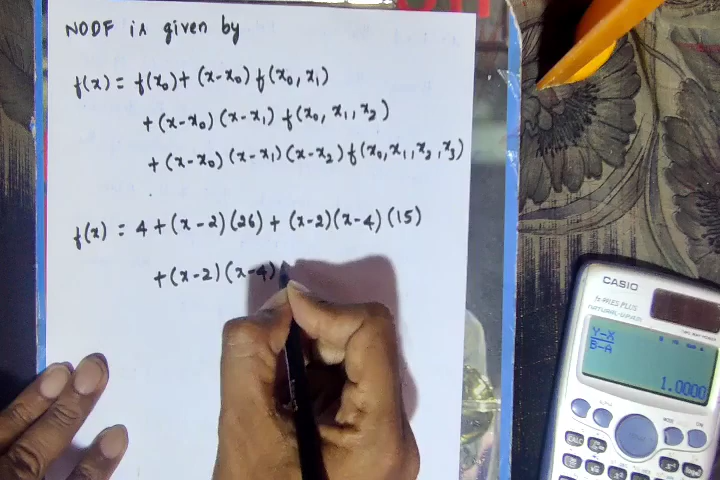 NDDF is given by
f(x) = f(x₀) + (x-x₀) f(x₀, x₁)
+ (x-x₀) (x-x₁) f(x₀, x₁, x₂)
+ (x-x₀) (x-x₁) (x-x₂) f(x₀, x₁, x₂, x₃)
f(x) = 4 + (x-2) (26) + (x-2) (x-4) (15)
+ (x-2) (x-4)
CASIO
Y-X
B-A
1.0000